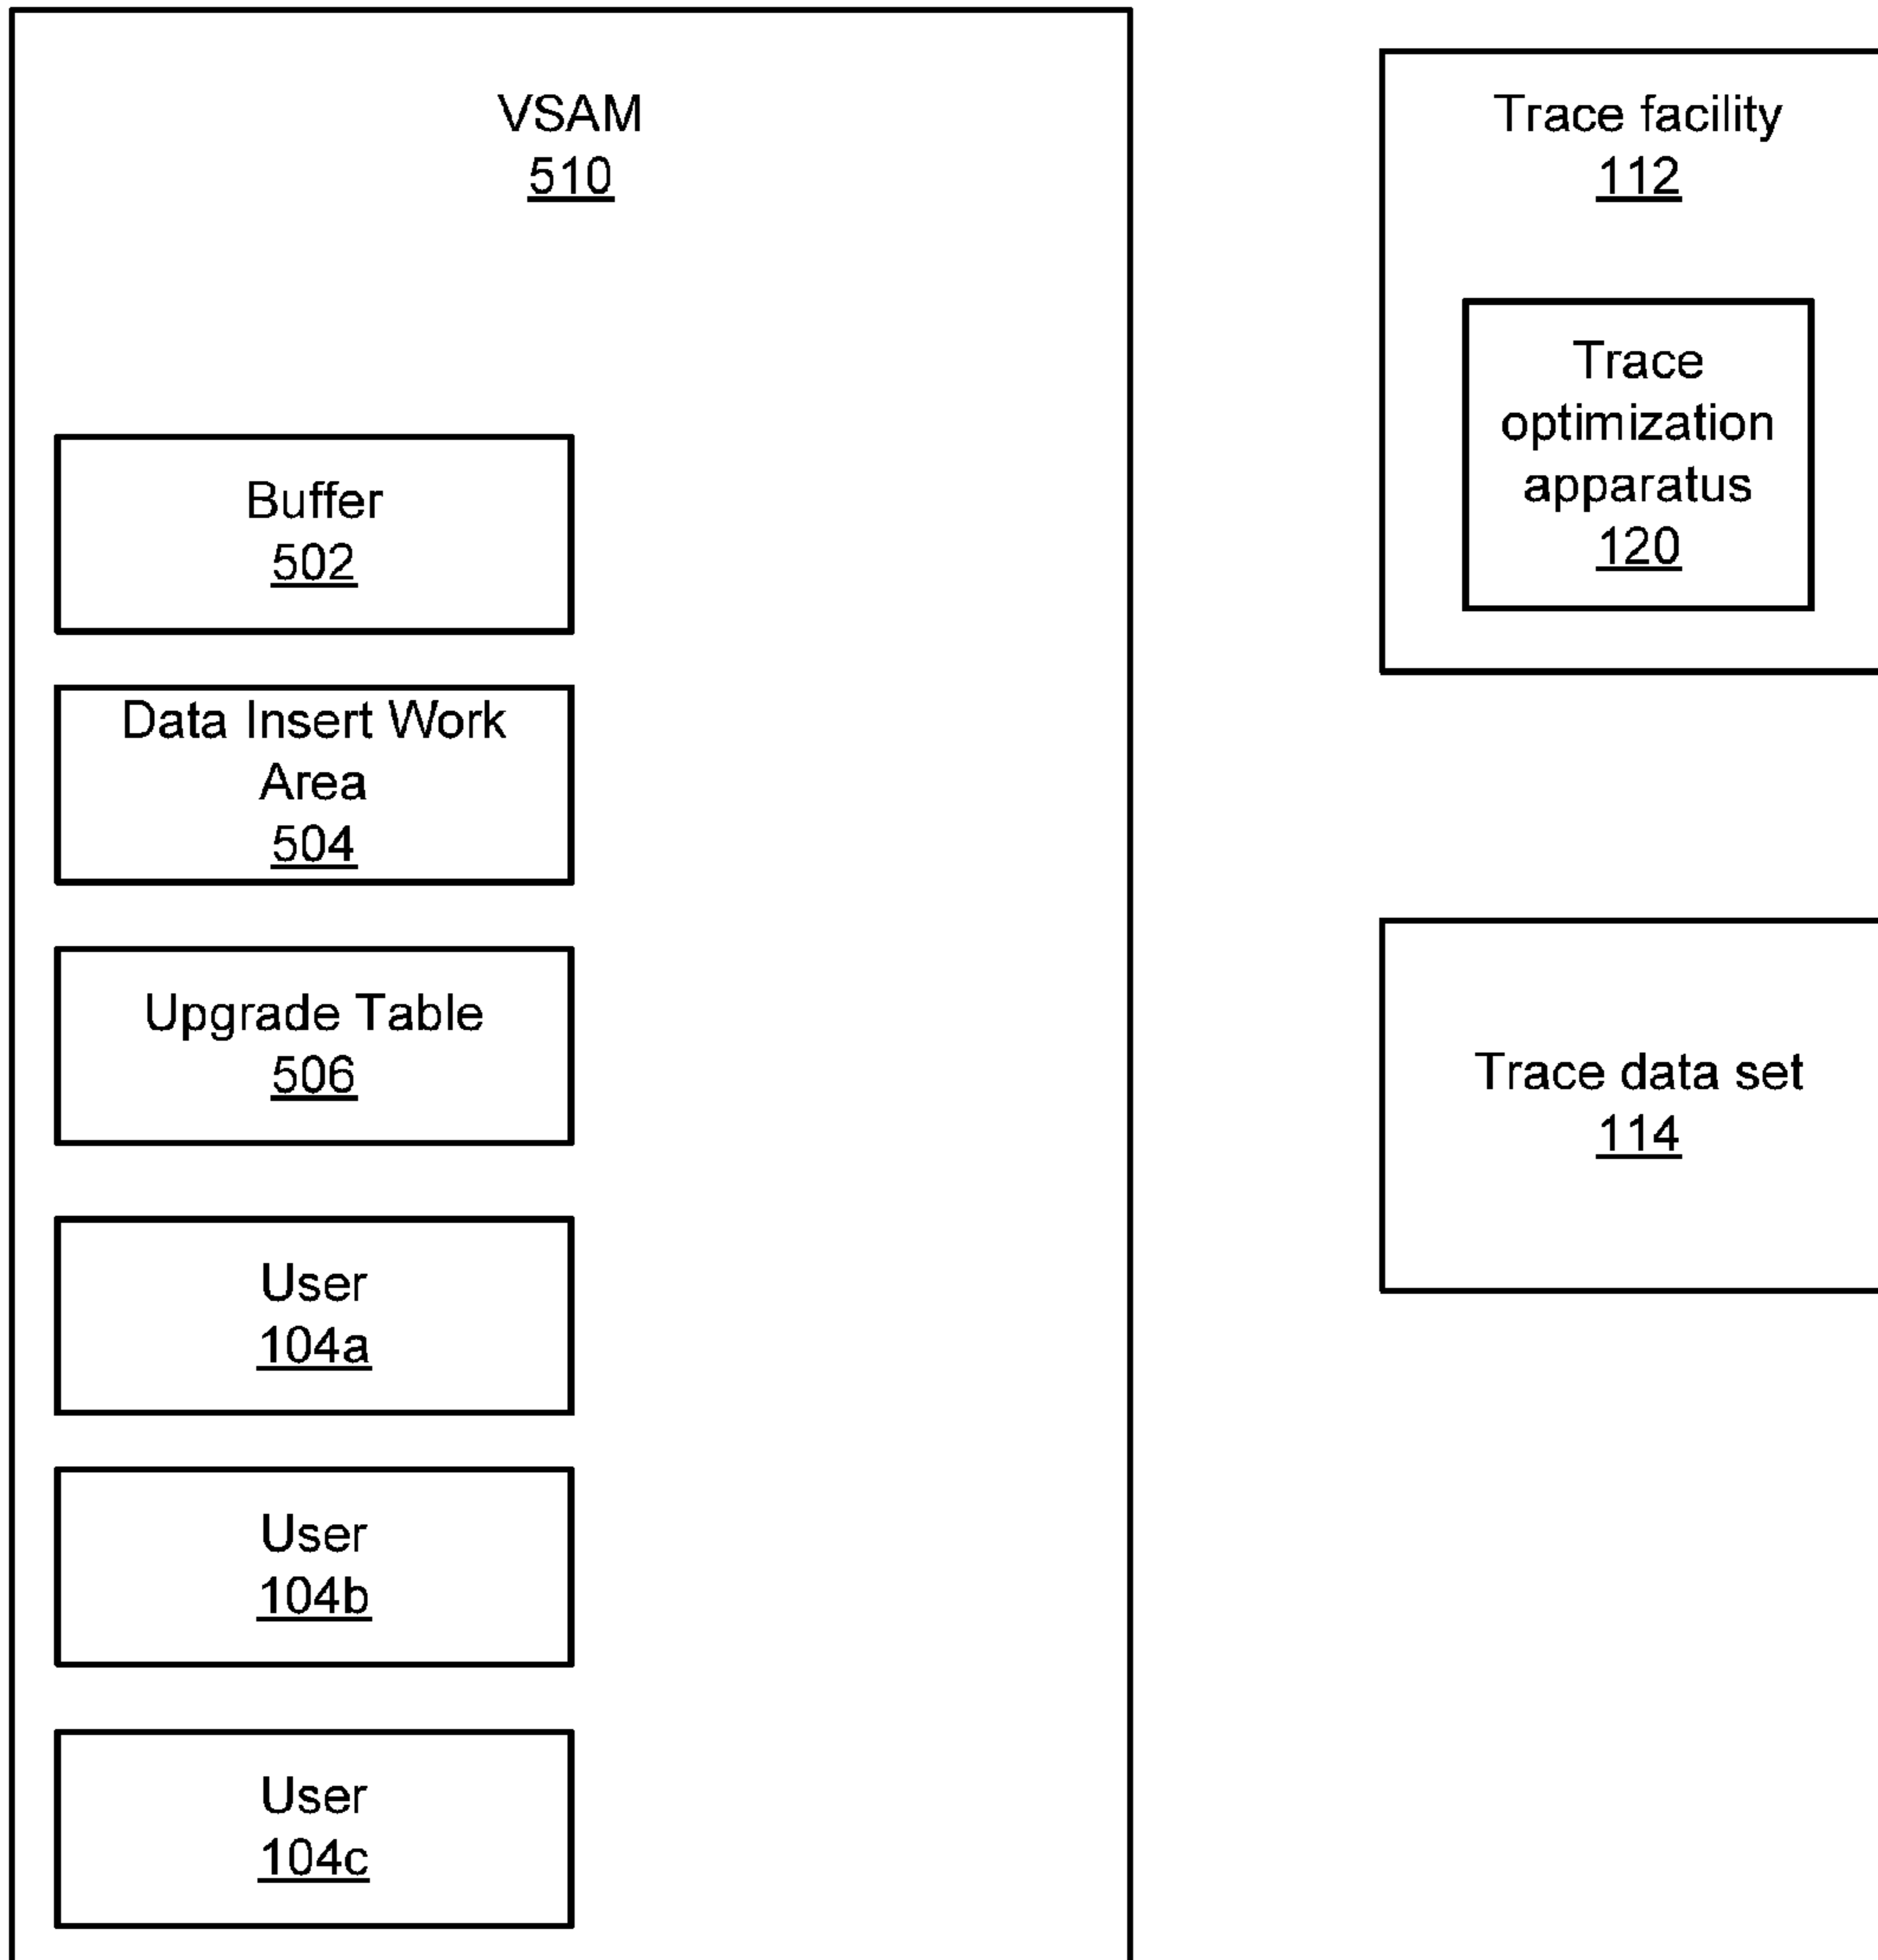 VSAM
510
Buffer
502
Data Insert Work
Area
504
Upgrade Table
506
User
104a
User
104b
User
104c
Trace facility
112
Trace
optimization
apparatus
120
Trace data set
114